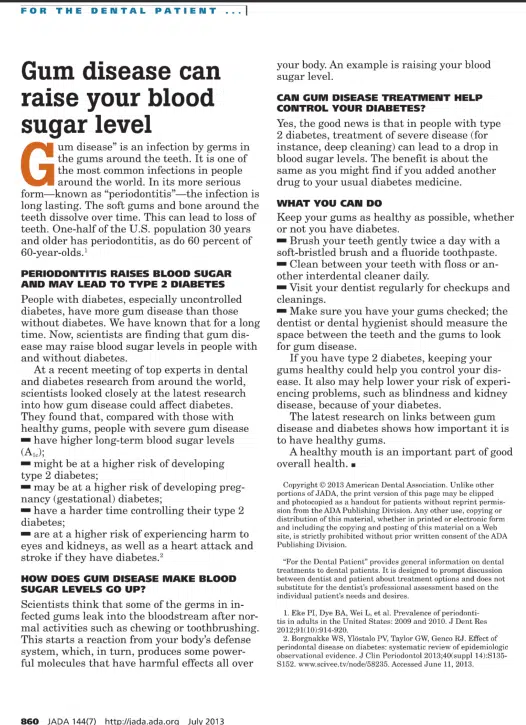 FOR THE DENTAL PATIENT ...
Gum disease can
raise your blood
sugar level
Gum disease” is an infection by germs in
the gums around the teeth. It is one of
the most common infections in people
around the world. In its more serious
form—known as “periodontitis”—the infection is
long lasting. The soft gums and bone around the
teeth dissolve over time. This can lead to loss of
teeth. One-half of the U.S. population 30 years
and older has periodontitis, as do 60 percent of
60-year-olds.1
PERIODONTITIS RAISES BLOOD SUGAR
AND MAY LEAD TO TYPE 2 DIABETES
People with diabetes, especially uncontrolled
diabetes, have more gum disease than those
without diabetes. We have known that for a long
time. Now, scientists are finding that gum dis-
ease may raise blood sugar levels in people with
and without diabetes.
At a recent meeting of top experts in dental
and diabetes research from around the world,
scientists looked closely at the latest research
into how gum disease could affect diabetes.
They found that, compared with those with
healthy gums, people with severe gum disease
▬ have higher long-term blood sugar levels
(A1c);
▬ might be at a higher risk of developing
type 2 diabetes;
▬ may be at a higher risk of developing preg-
nancy (gestational) diabetes;
▬ have a harder time controlling their type 2
diabetes;
▬ are at a higher risk of experiencing harm to
eyes and kidneys, as well as a heart attack and
stroke if they have diabetes.2
HOW DOES GUM DISEASE MAKE BLOOD
SUGAR LEVELS GO UP?
Scientists think that some of the germs in in-
fected gums leak into the bloodstream after nor-
mal activities such as chewing or toothbrushing.
This starts a reaction from your body’s defense
system, which, in turn, produces some power-
ful molecules that have harmful effects all over
your body. An example is raising your blood
sugar level.
CAN GUM DISEASE TREATMENT HELP
CONTROL YOUR DIABETES?
Yes, the good news is that in people with type
2 diabetes, treatment of severe disease (for
instance, deep cleaning) can lead to a drop in
blood sugar levels. The benefit is about the
same as you might find if you added another
drug to your usual diabetes medicine.
WHAT YOU CAN DO
Keep your gums as healthy as possible, whether
or not you have diabetes.
▬ Brush your teeth gently twice a day with a
soft-bristled brush and a fluoride toothpaste.
▬ Clean between your teeth with floss or an-
other interdental cleaner daily.
▬ Visit your dentist regularly for checkups and
cleanings.
▬ Make sure you have your gums checked; the
dentist or dental hygienist should measure the
space between the teeth and the gums to look
for gum disease.
If you have type 2 diabetes, keeping your
gums healthy could help you control your dis-
ease. It also may help lower your risk of experi-
encing problems, such as blindness and kidney
disease, because of your diabetes.
The latest research on links between gum
disease and diabetes shows how important it is
to have healthy gums.
A healthy mouth is an important part of good
overall health. ■
Copyright © 2013 American Dental Association. Unlike other
portions of JADA, the print version of this page may be clipped
and photocopied as a handout for patients without reprint permis-
sion from the ADA Publishing Division. Any other use, copying or
distribution of this material, whether in printed or electronic form
and including the copying and posting of this material on a Web
site, is strictly prohibited without prior written consent of the ADA
Publishing Division.
“For the Dental Patient” provides general information on dental
treatments to dental patients. It is designed to prompt discussion
between dentist and patient about treatment options and does not
substitute for the dentist’s professional assessment based on the
individual patient’s needs and desires.
1. Eke PI, Dye BA, Wei L, et al. Prevalence of periodonti-
tis in adults in the United States: 2009 and 2010. J Dent Res
2012;91(10):914-920.
2. Borgnakke WS, Ylöstalo PV, Taylor GW, Genco RJ. Effect of
periodontal disease on diabetes: systematic review of epidemiologic
observational evidence. J Clin Periodontol 2013;40(suppl 14):S135-
S152. www.scivee.tv/node/58235. Accessed June 11, 2013.
860 JADA 144(7) http://jada.ada.org July 2013